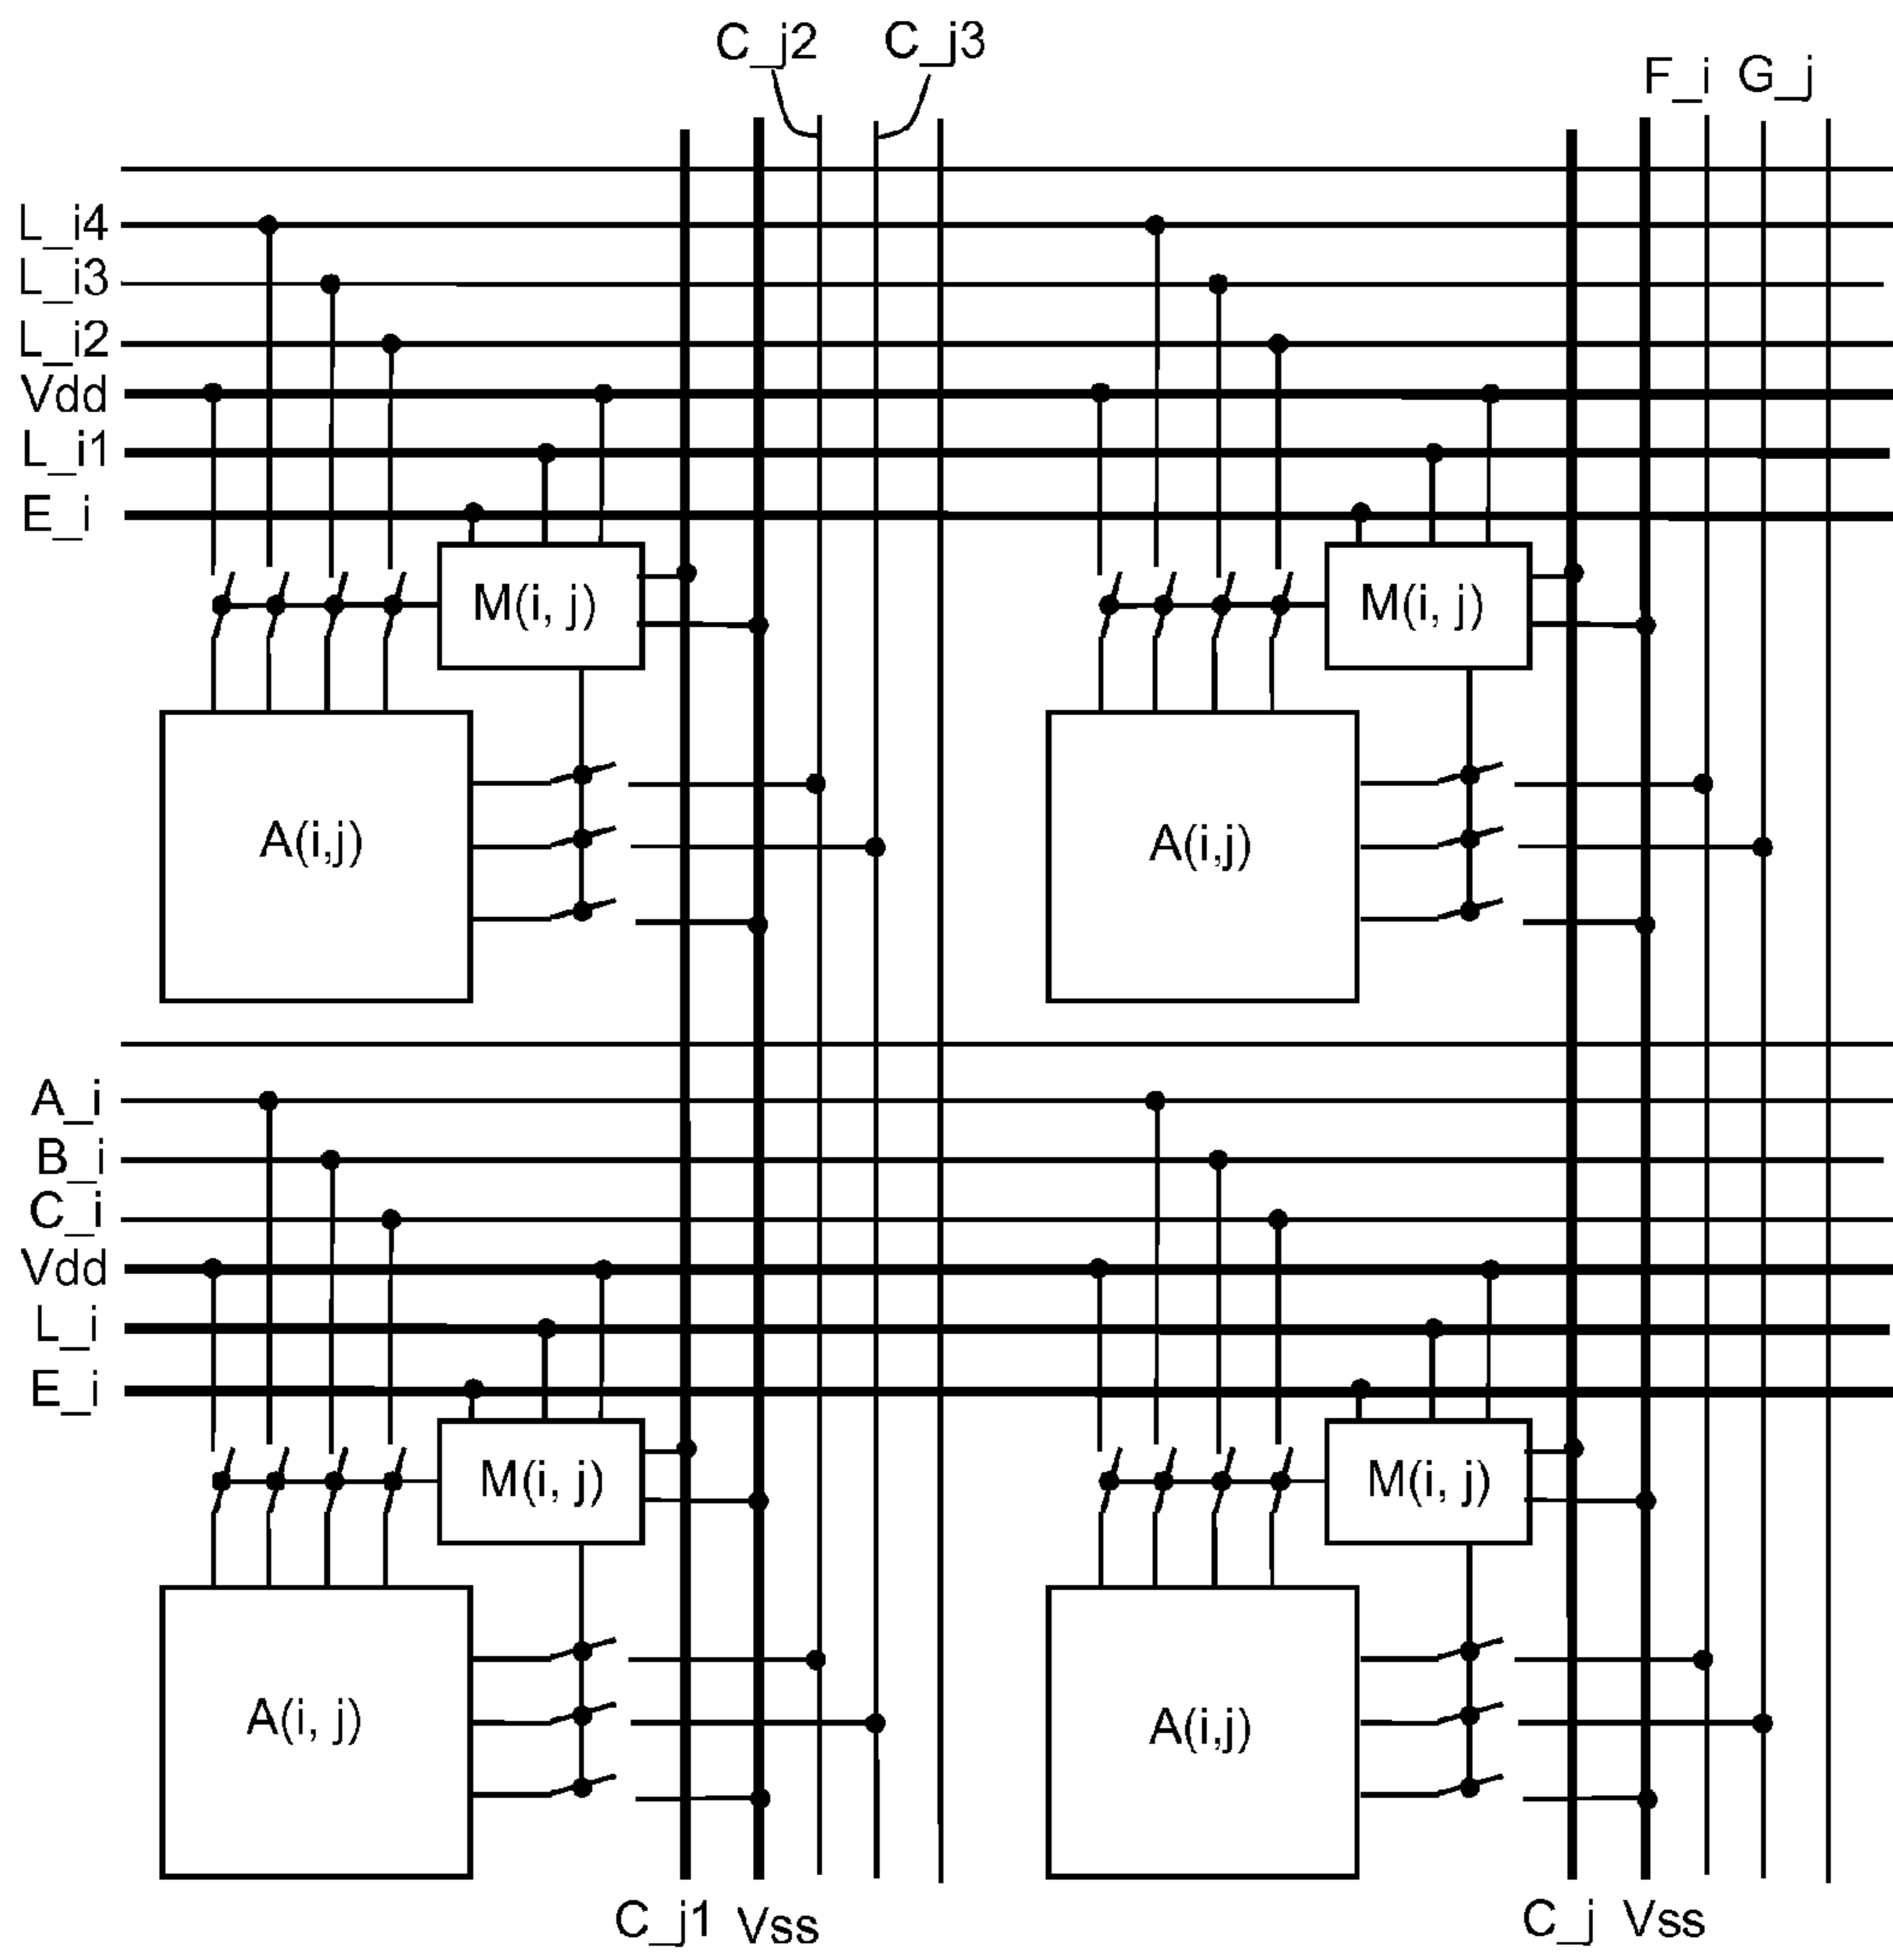 C_j2 C_j3
F_i G_j
L_i4
L_i3
L_i2
Vdd
L_i1
E_i
M(i, j) M(i, j)
A(i,j) A(i,j)
A_i
B_i
C_i
Vdd
L_i
E_i
M(i, j) M(i, j)
A(i, j) A(i,j)
C_j1 Vss C_j Vss